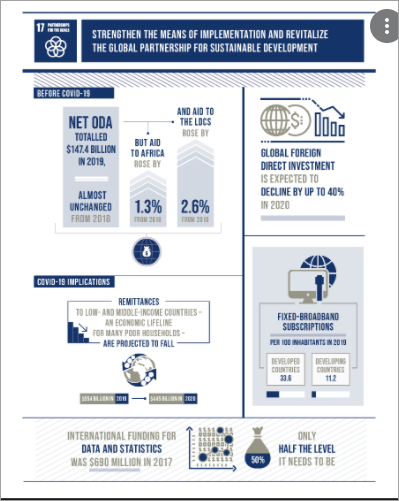 17 PARTNERSHIPS
FOR THE GOALS
STRENGTHEN THE MEANS OF IMPLEMENTATION AND REVITALIZE
THE GLOBAL PARTNERSHIP FOR SUSTAINABLE DEVELOPMENT
BEFORE COVID-19
NET ODA
TOTALLED
$147.4 BILLION
IN 2019,
ALMOST
UNCHANGED
FROM 2018
BUT AID
TO AFRICA
ROSE BY
1.3%
FROM 2018
AND AID TO
THE LDCS
ROSE BY
2.6%
FROM 2018
GLOBAL FOREIGN
DIRECT INVESTMENT
IS EXPECTED TO
DECLINE BY UP TO 40%
IN 2020
COVID-19 IMPLICATIONS
REMITTANCES
TO LOW- AND MIDDLE-INCOME COUNTRIES –
AN ECONOMIC LIFELINE
FOR MANY POOR HOUSEHOLDS –
ARE PROJECTED TO FALL
$554 BILLION IN 2019
$445 BILLION IN 2020
FIXED-BROADBAND
SUBSCRIPTIONS
PER 100 INHABITANTS IN 2019
DEVELOPED
COUNTRIES
33.6
DEVELOPING
COUNTRIES
11.2
INTERNATIONAL FUNDING FOR
DATA AND STATISTICS
WAS $690 MILLION IN 2017
50%
ONLY
HALF THE LEVEL
IT NEEDS TO BE